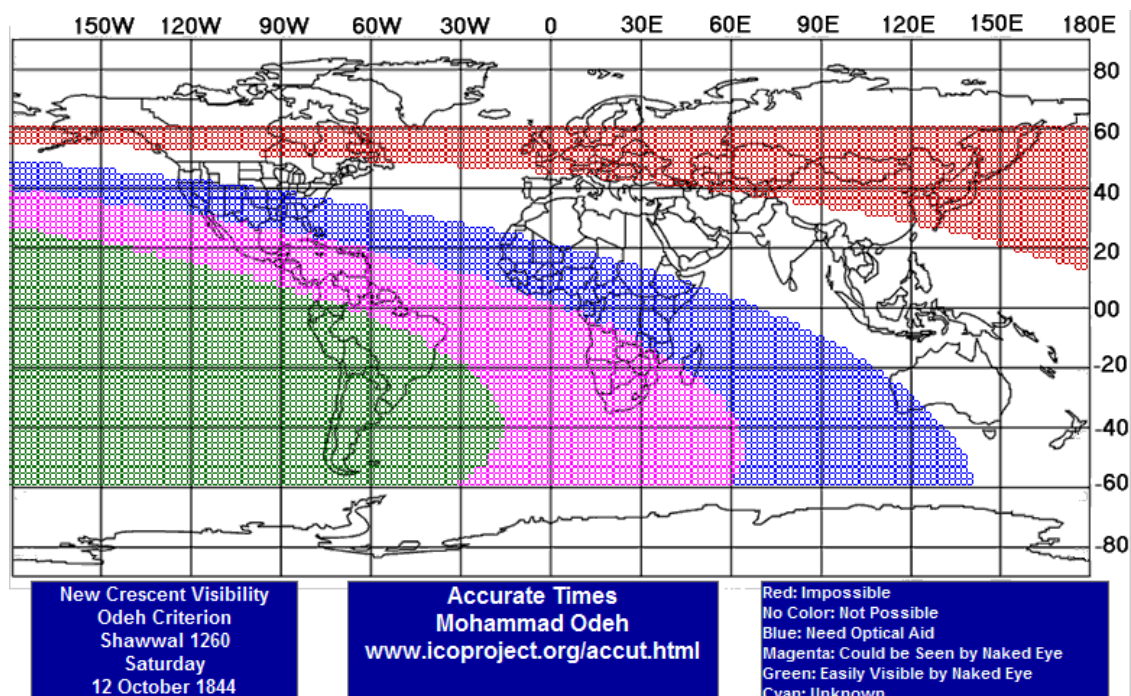 150W 120W 90W 60W 30W 0 30E 60E 90E 120E 150E 180E
80
60
40
20
00
-20
-40
-60
-80
New Crescent Visibility
Odeh Criterion
Shawwal 1260
Saturday
12 October 1844
Accurate Times
Mohammad Odeh
www.icoproject.org/accut.html
Red: Impossible
No Color: Not Possible
Blue: Need Optical Aid
Magenta: Could be Seen by Naked Eye
Green: Easily Visible by Naked Eye
Cyan: Unknown